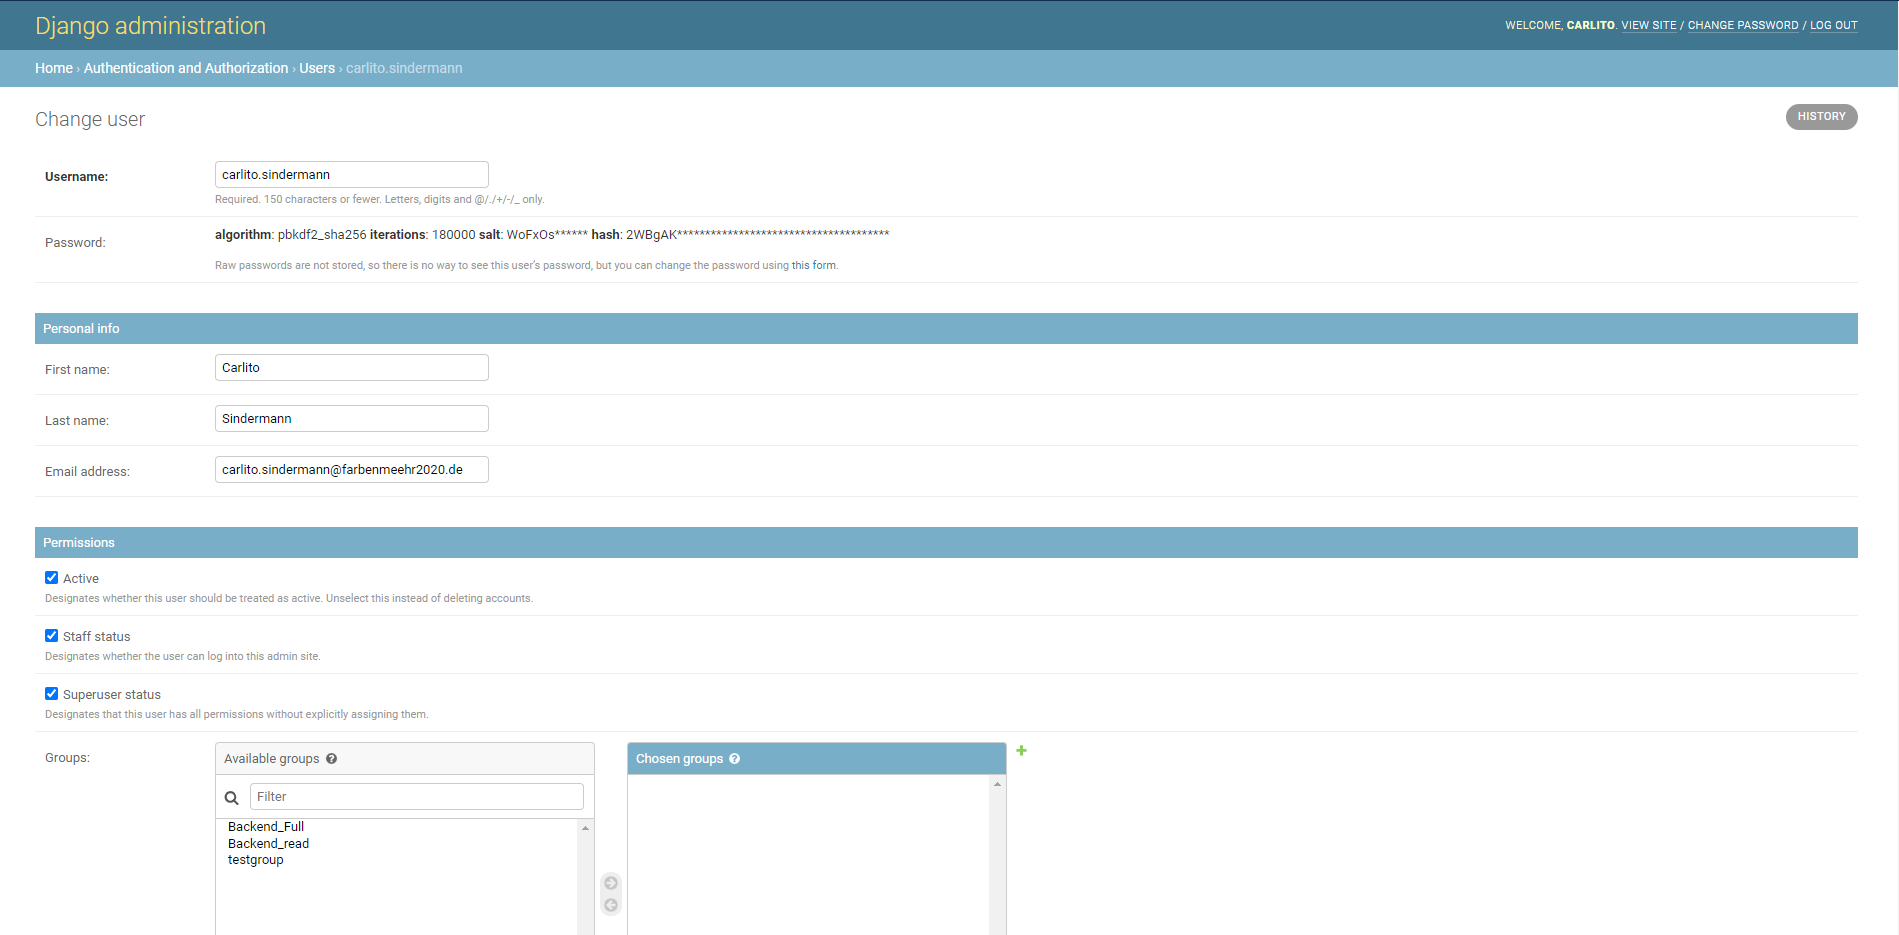 Django administration
WELCOME, CARLITO. VIEW SITE / CHANGE PASSWORD / LOG OUT
Home › Authentication and Authorization › Users › carlito.sindermann
Change user
HISTORY
Username:
carlito.sindermann
Required. 150 characters or fewer. Letters, digits and @/./+/-/_ only.
Password:
algorithm: pbkdf2_sha256 iterations: 180000 salt: WoFxOs****** hash: 2WBgAK**************************************
Raw passwords are not stored, so there is no way to see this user's password, but you can change the password using this form.
Personal info
First name:
Carlito
Last name:
Sindermann
Email address:
carlito.sindermann@farbenmeehr2020.de
Permissions
Active
Designates whether this user should be treated as active. Unselect this instead of deleting accounts.
Staff status
Designates whether the user can log into this admin site.
Superuser status
Designates that this user has all permissions without explicitly assigning them.
Groups:
Available groups ?
Filter
Backend_Full
Backend_read
testgroup
Chosen groups ?